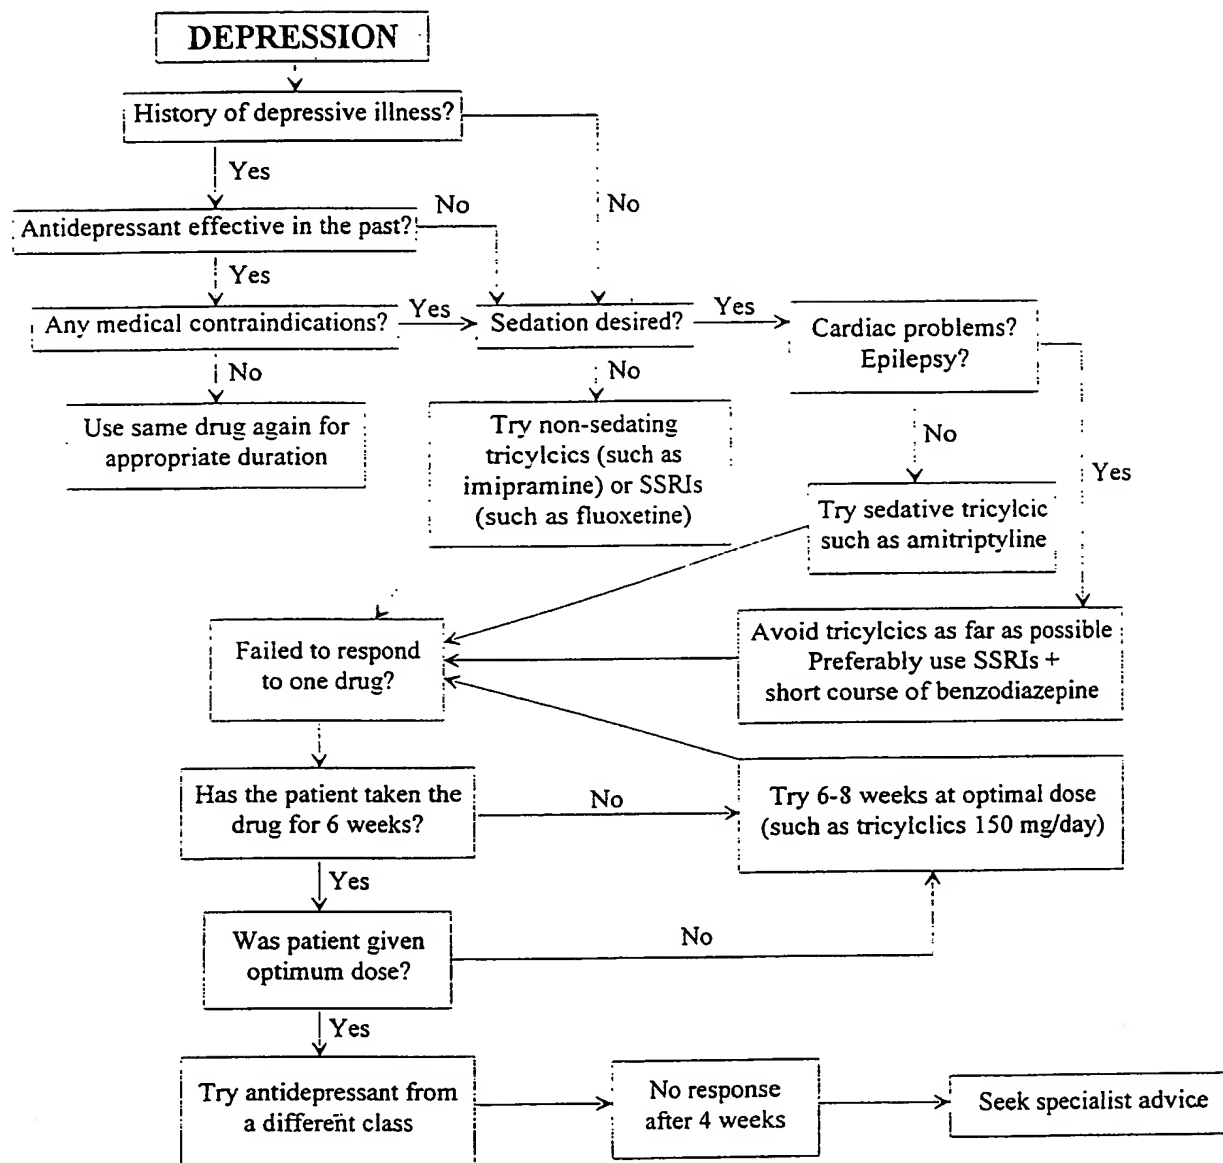 DEPRESSION
History of depressive illness?
Yes
No
No
Antidepressant effective in the past?
Yes
Any medical contraindications?
Yes
Sedation desired?
Yes
Cardiac problems?
Epilepsy?
No
No
No
Yes
Use same drug again for
appropriate duration
Try non-sedating
tricylcics (such as
imipramine) or SSRIs
(such as fluoxetine)
Try sedative tricylcic
such as amitriptyline
Failed to respond
to one drug?
Avoid tricylcics as far as possible
Preferably use SSRIs +
short course of benzodiazepine
Has the patient taken the
drug for 6 weeks?
No
Try 6-8 weeks at optimal dose
(such as tricylclics 150 mg/day)
Yes
Was patient given
optimum dose?
No
Yes
Try antidepressant from
a different class
No response
after 4 weeks
Seek specialist advice